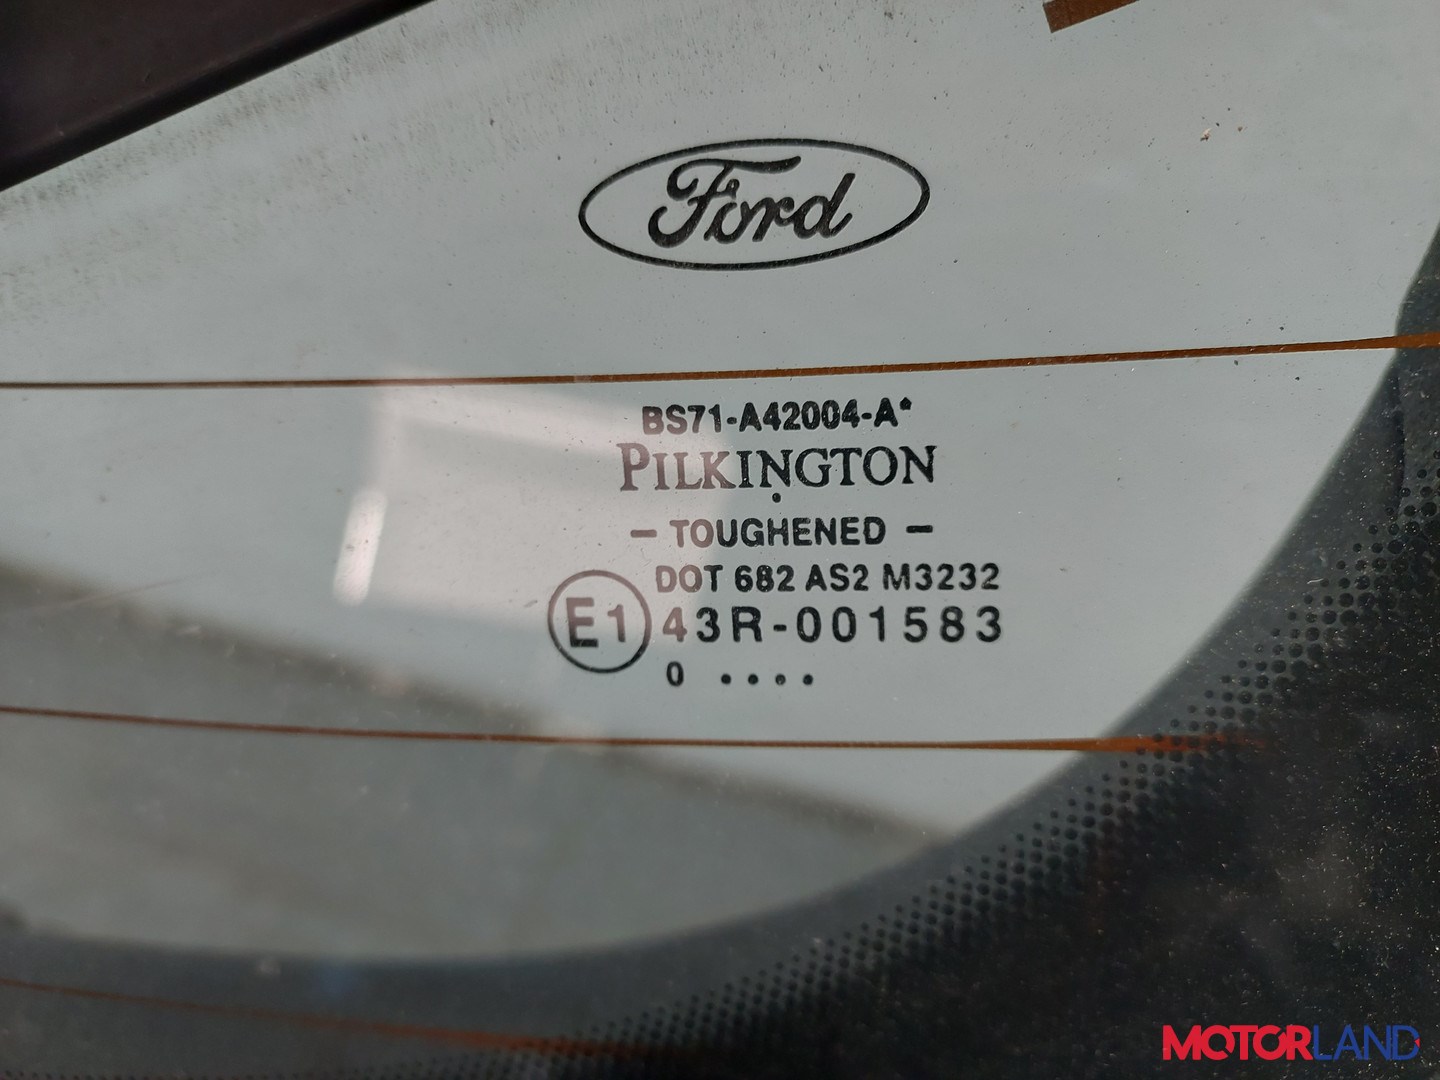 Ford
BS71-A42004-A*
PILKINGTON
- TOUGHENED -
DOT 682 AS2 M3232
E1 43R-001583
0 ....
MOTORLAND